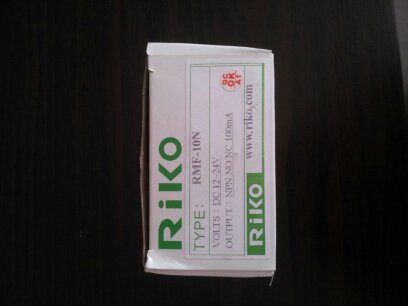 RiKO
TYPE: RMF-10N
VOLTS : DC 12-24V
OUTPUT : NPN NO NC 100mA
RiKO www.riko.com
QC
OK
A1